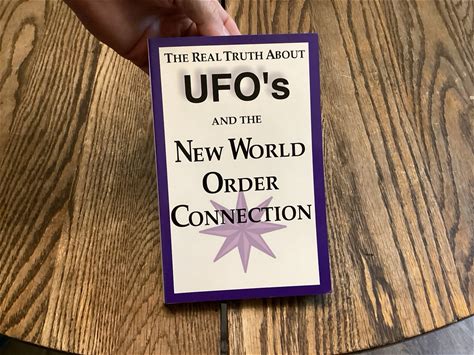 The Real Truth About
UFO's
and the
New World
Order
Connection